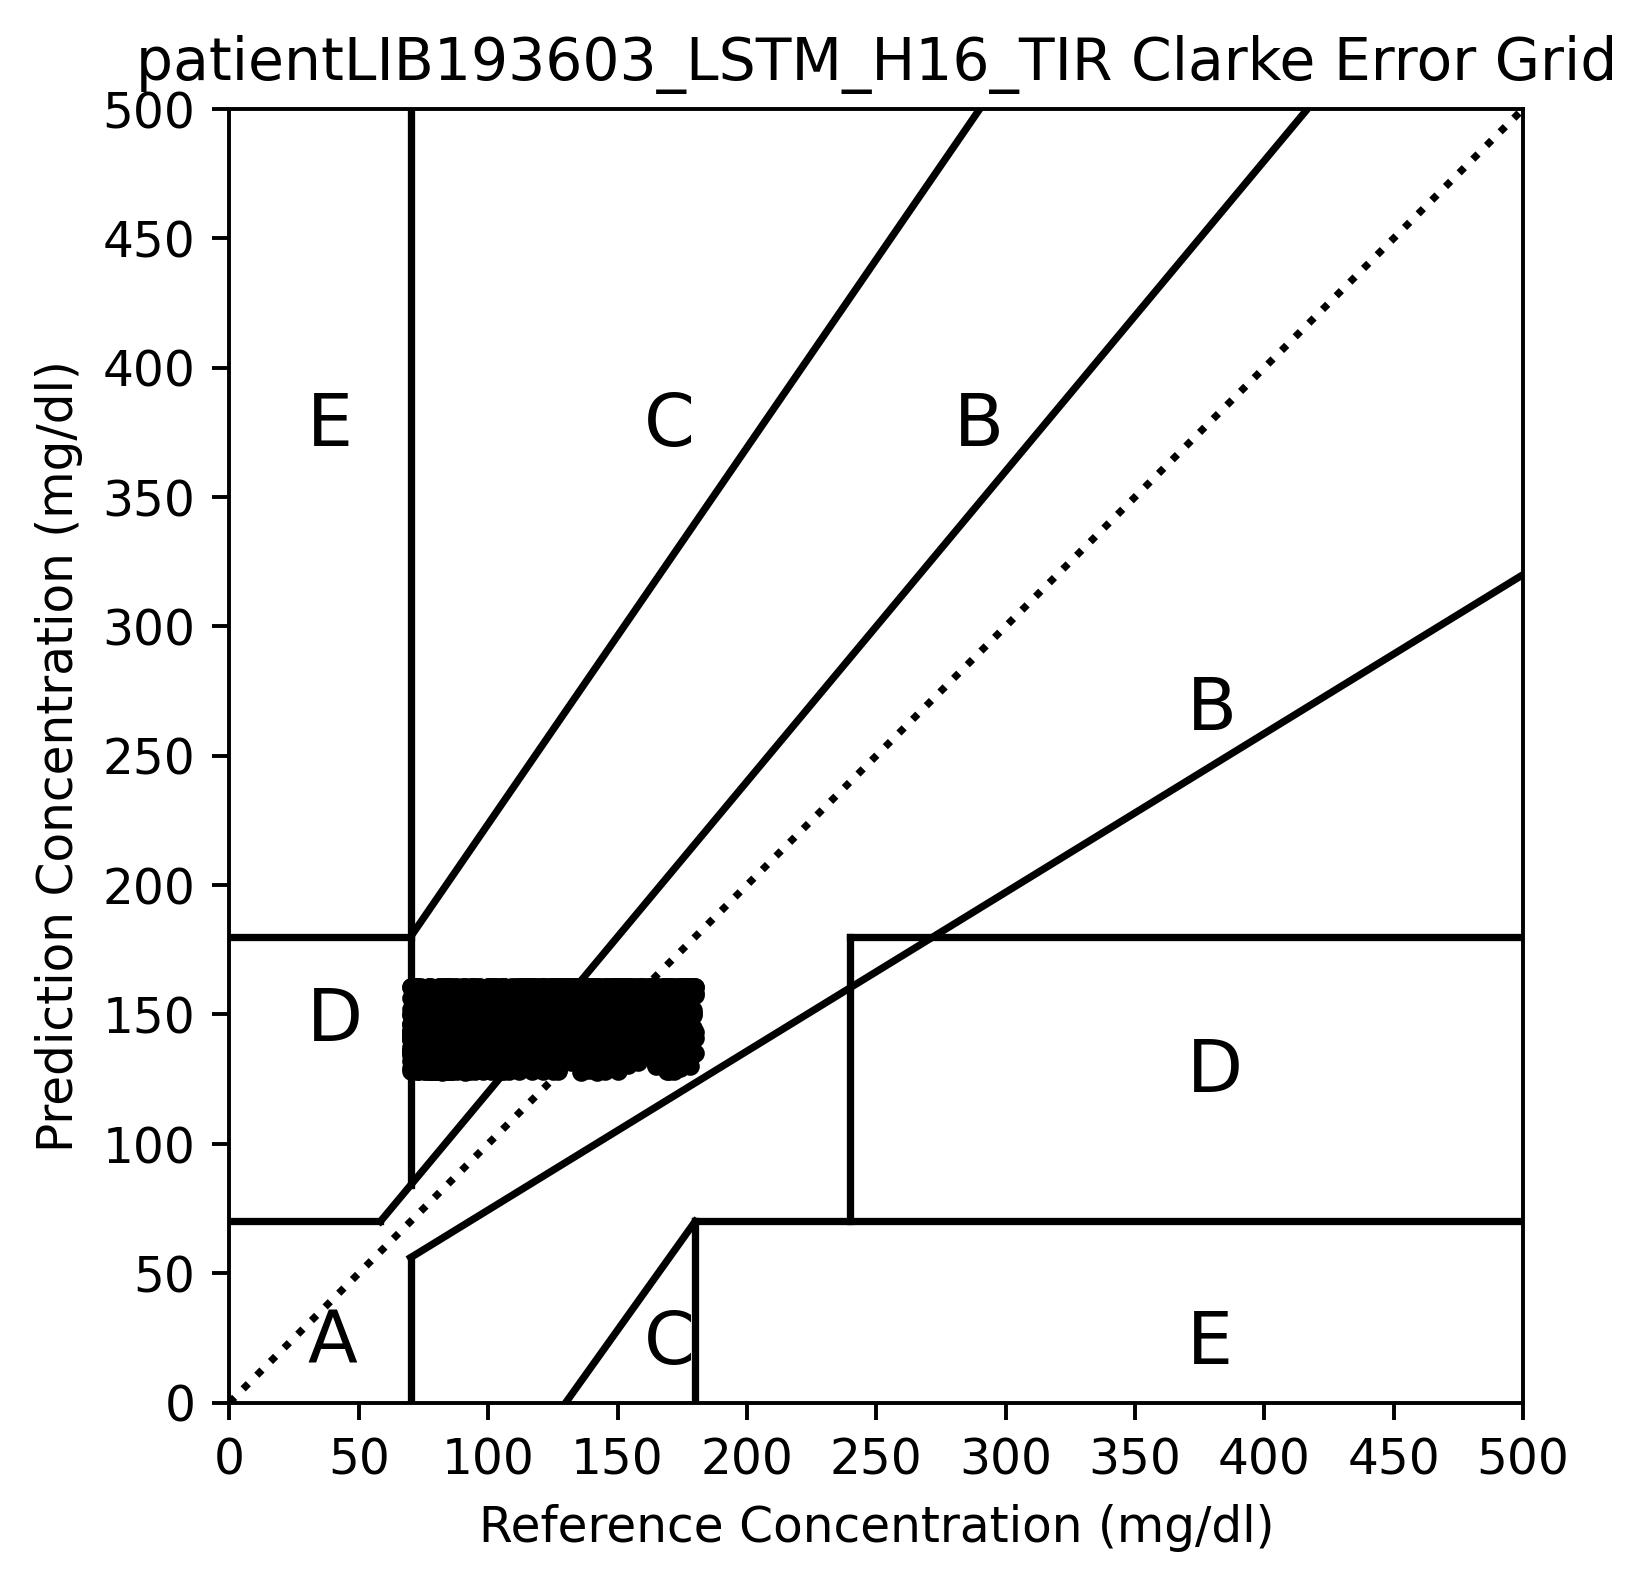 patientLIB193603_LSTM_H16_TIR Clarke Error Grid
500
450
400
350
300
250
200
150
100
50
0
Prediction Concentration (mg/dl)
E
C
B
B
D
D
A
C
E
0 50 100 150 200 250 300 350 400 450 500
Reference Concentration (mg/dl)